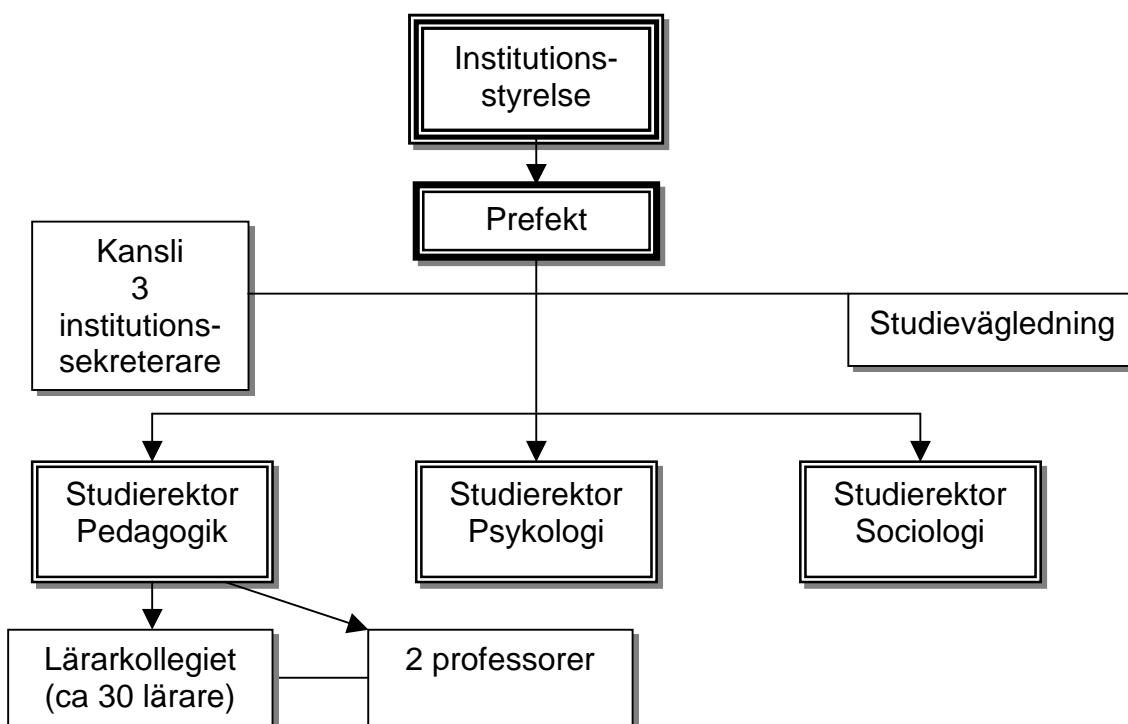 Institutions-
styrelse
Prefekt
Kansli
3
institutions-
sekreterare
Studievägledning
Studierektor
Pedagogik
Studierektor
Psykologi
Studierektor
Sociologi
Lärarkollegiet
(ca 30 lärare)
2 professorer